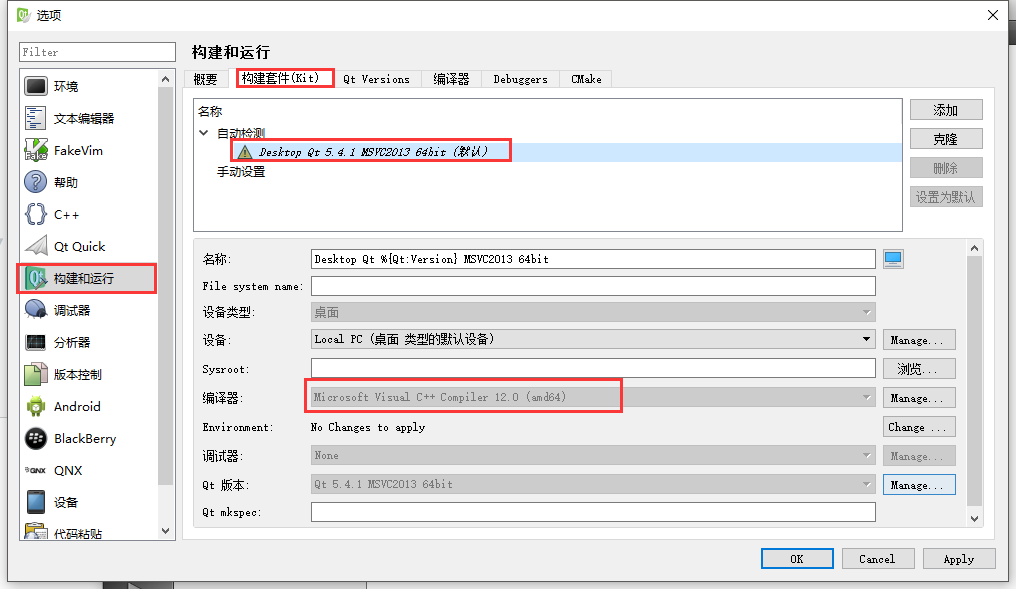 选项
Filter
环境
文本编辑器
FakeVim
帮助
C++
Qt Quick
构建和运行
调试器
分析器
版本控制
Android
BlackBerry
QNX
设备
代码粘贴
构建和运行
概要 构建套件(Kit) Qt Versions 编译器 Debuggers CMake
名称
自动检测
Desktop Qt 5.4.1 MSVC2013 64bit (默认)
手动设置
添加
克隆
删除
设置为默认
名称: Desktop Qt %{Qt:Version} MSVC2013 64bit
File system name:
设备类型: 桌面
设备: Local PC (桌面 类型的默认设备) Manage...
Sysroot: 浏览...
编译器: Microsoft Visual C++ Compiler 12.0 (amd64) Manage...
Environment: No Changes to apply Change ...
调试器: None Manage...
Qt 版本: Qt 5.4.1 MSVC2013 64bit Manage...
Qt mkspec:
OK Cancel Apply